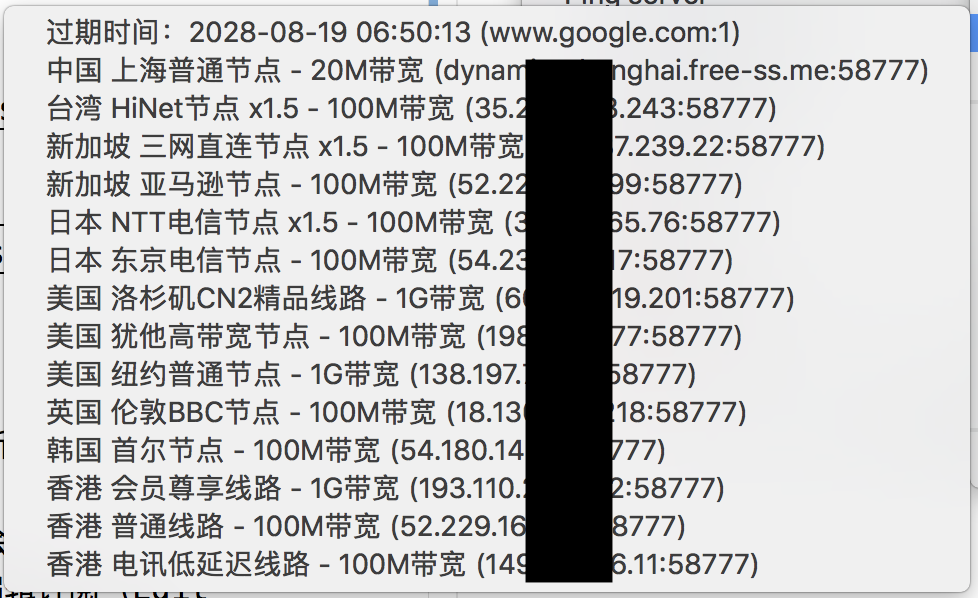 过期时间：2028-08-19 06:50:13 (www.google.com:1)
中国 上海普通节点 - 20M带宽 (dynam nghai.free-ss.me:58777)
台湾 HiNet节点 x1.5 - 100M带宽 (35.2 3.243:58777)
新加坡 三网直连节点 x1.5 - 100M带宽 7.239.22:58777)
新加坡 亚马逊节点 - 100M带宽 (52.22 99:58777)
日本 NTT电信节点 x1.5 - 100M带宽 (3 65.76:58777)
日本 东京电信节点 - 100M带宽 (54.23 17:58777)
美国 洛杉矶CN2精品线路 - 1G带宽 (6 19.201:58777)
美国 犹他高带宽节点 - 100M带宽 (198 77:58777)
美国 纽约普通节点 - 1G带宽 (138.197. 58777)
英国 伦敦BBC节点 - 100M带宽 (18.13 218:58777)
韩国 首尔节点 - 100M带宽 (54.180.14 777)
香港 会员尊享线路 - 1G带宽 (193.110. 2:58777)
香港 普通线路 - 100M带宽 (52.229.16 8777)
香港 电讯低延迟线路 - 100M带宽 (149 6.11:58777)